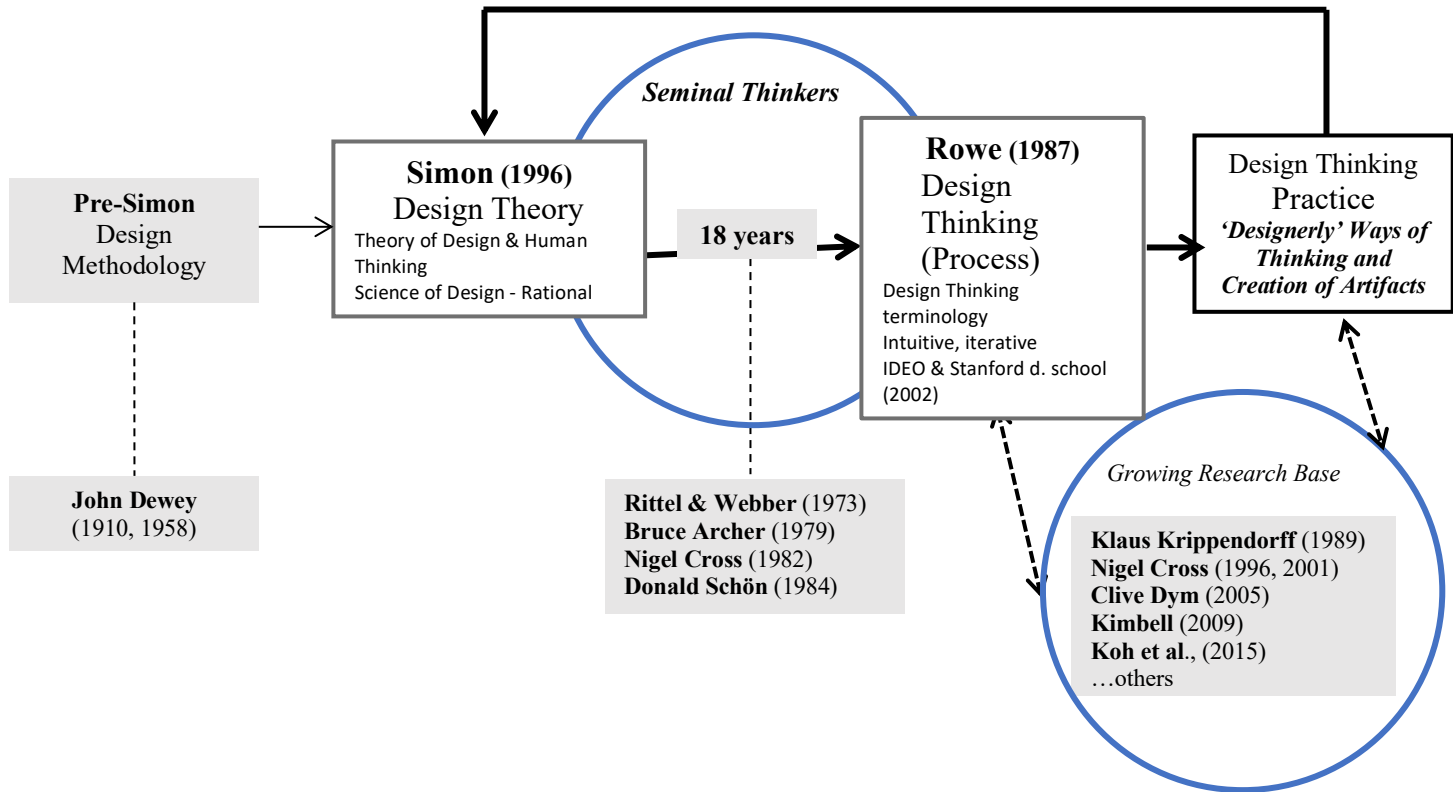 Seminal Thinkers
Pre-Simon
Design
Methodology
Simon (1996)
Design Theory
Theory of Design & Human
Thinking
Science of Design - Rational
18 years
Rowe (1987)
Design
Thinking
(Process)
Design Thinking
terminology
Intuitive, iterative
IDEO & Stanford d. school
(2002)
Design Thinking
Practice
‘Designerly’ Ways of
Thinking and
Creation of Artifacts
John Dewey
(1910, 1958)
Rittel & Webber (1973)
Bruce Archer (1979)
Nigel Cross (1982)
Donald Schön (1984)
Growing Research Base
Klaus Krippendorff (1989)
Nigel Cross (1996, 2001)
Clive Dym (2005)
Kimbell (2009)
Koh et al., (2015)
…others